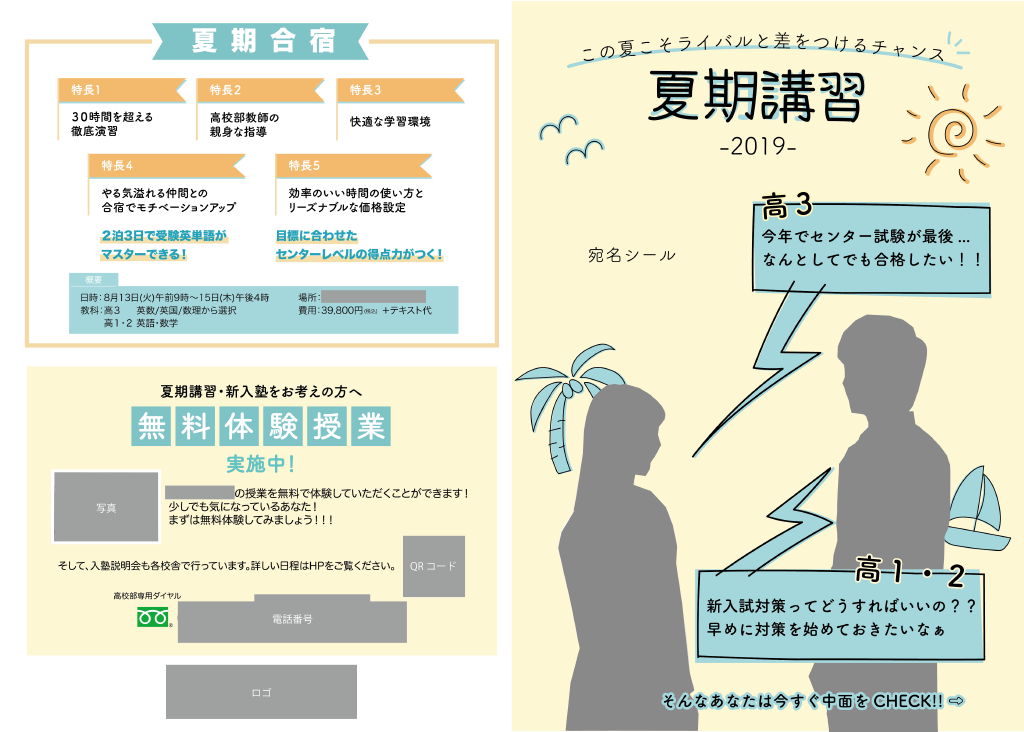 夏期合宿
特長1
30時間を超える
徹底演習
特長2
高校部教師の
親身な指導
特長3
快適な学習環境
特長4
やる気溢れる仲間との
合宿でモチベーションアップ
特長5
効率のいい時間の使い方と
リーズナブルな価格設定
2泊3日で受験英単語が
マスターできる！
目標に合わせた
センターレベルの得点力がつく！
概要
日時：8月13日(火)午前9時〜15日(木)午後4時
教科：高3 英数/英国/数理から選択
高1・2 英語・数学
場所：
費用：39,800円(税込) ＋テキスト代
夏期講習・新入塾をお考えの方へ
無料体験授業
実施中！
写真
の授業を無料で体験していただくことができます！
少しでも気になっているあなた！
まずは無料体験してみましょう！！！
そして、入塾説明会も各校舎で行っています。詳しい日程はHPをご覧ください。
QRコード
高校部専用ダイヤル
電話番号
ロゴ
この夏こそライバルと差をつけるチャンス
夏期講習
-2019-
宛名シール
高3
今年でセンター試験が最後...
なんとしてでも合格したい！！
高1・2
新入試対策ってどうすればいいの？？
早めに対策を始めておきたいなぁ
そんなあなたは今すぐ中面をCHECK!!⇨